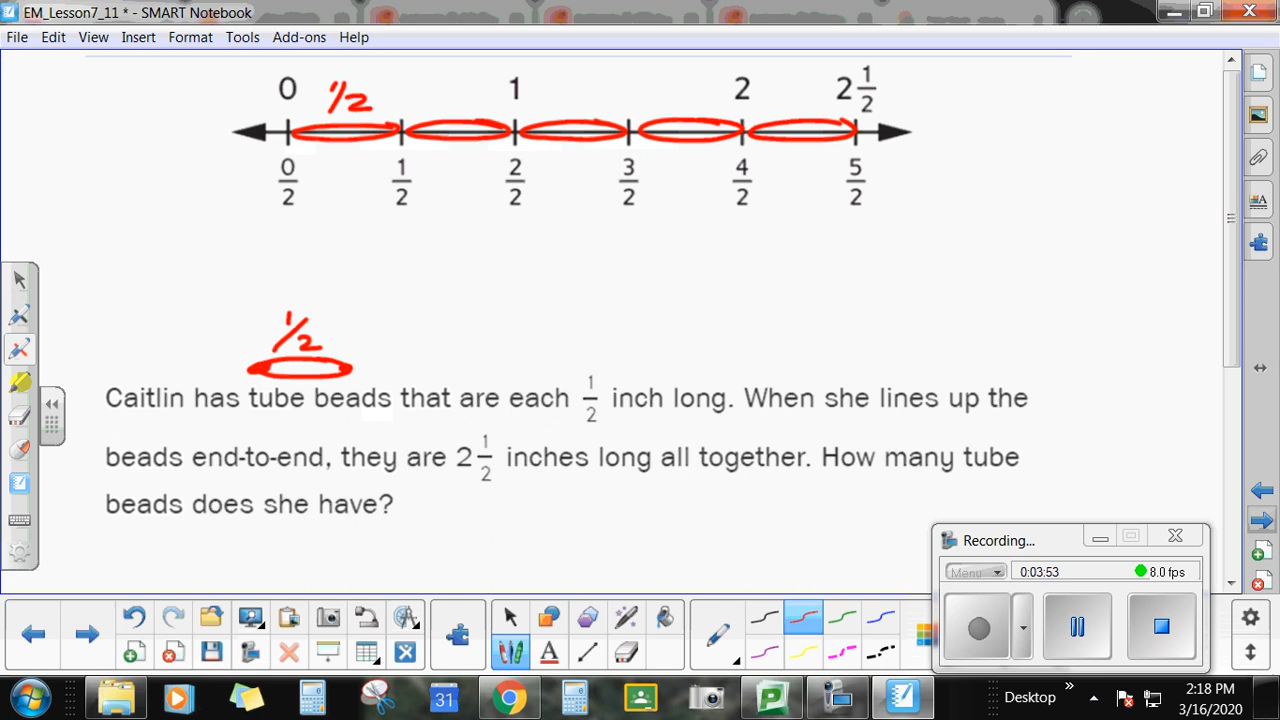 EM_Lesson7_11 * - SMART Notebook
File Edit View Insert Format Tools Add-ons Help
0 1/2 1 2 2 1/2
0/2 1/2 2/2 3/2 4/2 5/2
1/2
Caitlin has tube beads that are each 1/2 inch long. When she lines up the
beads end-to-end, they are 2 1/2 inches long all together. How many tube
beads does she have?
Recording...
Menu 0:03:53 8.0 fps
31
Desktop
2:18 PM
3/16/2020